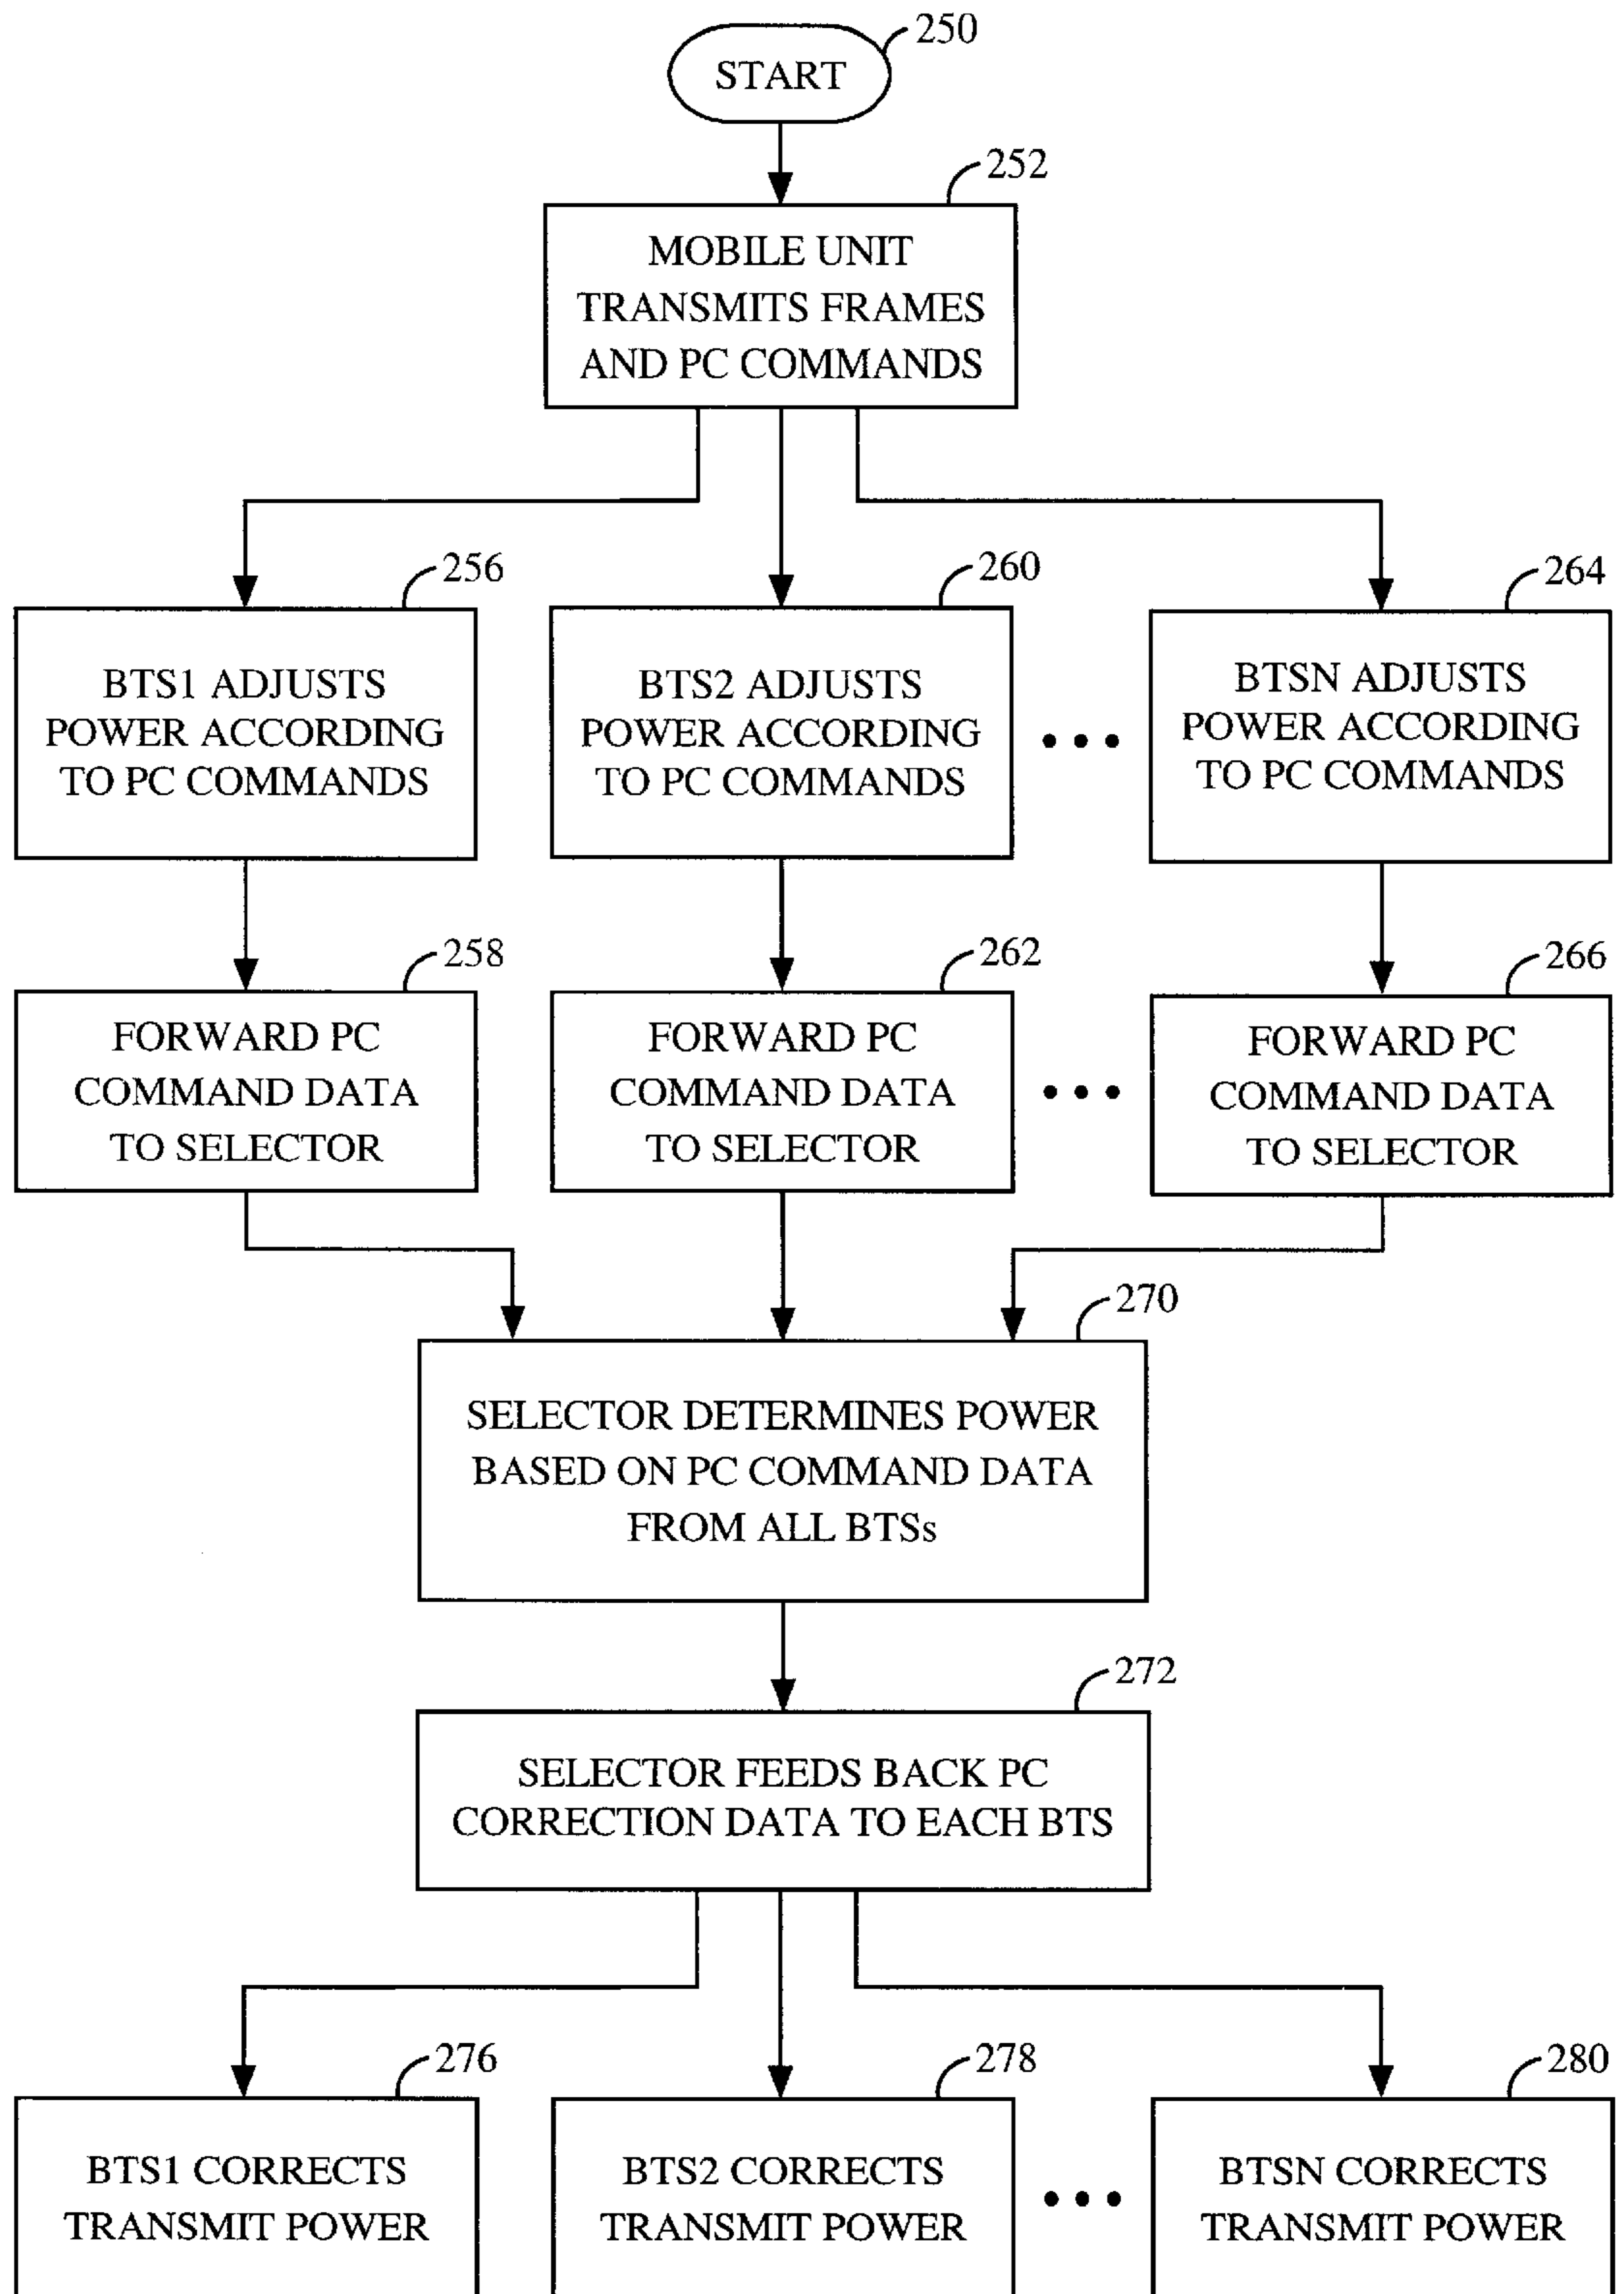 250
START
252
MOBILE UNIT
TRANSMITS FRAMES
AND PC COMMANDS
256
BTS1 ADJUSTS
POWER ACCORDING
TO PC COMMANDS
260
BTS2 ADJUSTS
POWER ACCORDING
TO PC COMMANDS
• • •
264
BTSN ADJUSTS
POWER ACCORDING
TO PC COMMANDS
258
FORWARD PC
COMMAND DATA
TO SELECTOR
262
FORWARD PC
COMMAND DATA
TO SELECTOR
• • •
266
FORWARD PC
COMMAND DATA
TO SELECTOR
270
SELECTOR DETERMINES POWER
BASED ON PC COMMAND DATA
FROM ALL BTSs
272
SELECTOR FEEDS BACK PC
CORRECTION DATA TO EACH BTS
276
BTS1 CORRECTS
TRANSMIT POWER
278
BTS2 CORRECTS
TRANSMIT POWER
• • •
280
BTSN CORRECTS
TRANSMIT POWER